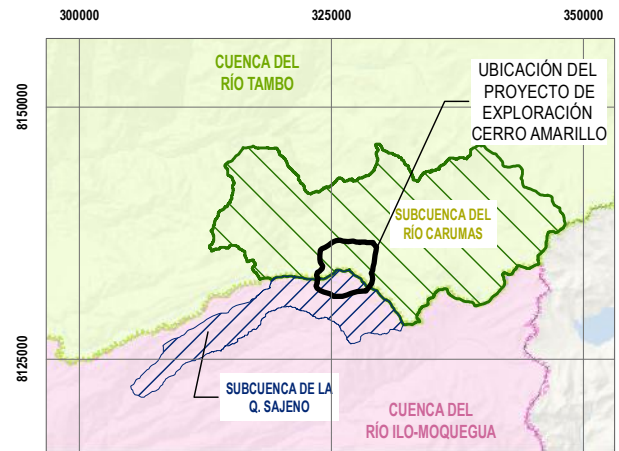 300000
325000
350000
8150000
8125000
CUENCA DEL
RÍO TAMBO
UBICACIÓN DEL
PROYECTO DE
EXPLORACIÓN
CERRO AMARILLO
SUBCUENCA DEL
RÍO CARUMAS
SUBCUENCA DE LA
Q. SAJENO
CUENCA DEL
RÍO ILO-MOQUEGUA